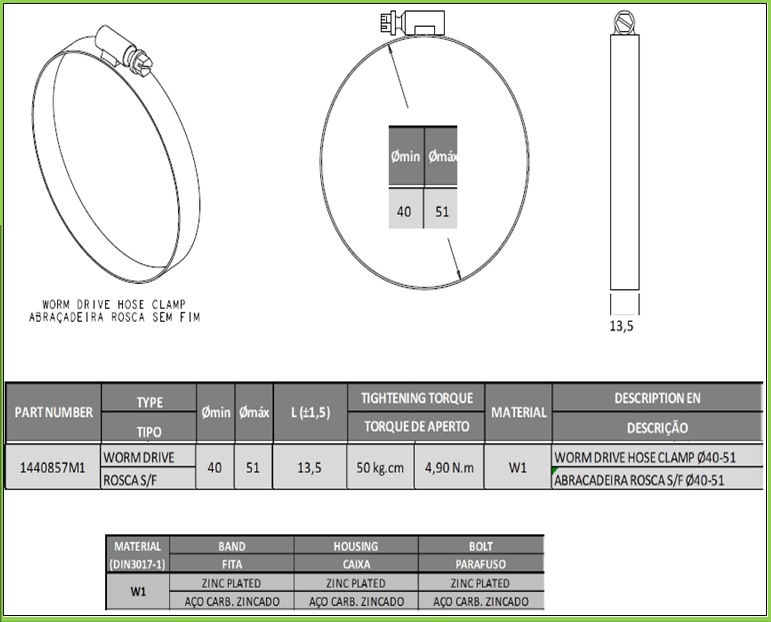 Ømin Ømáx
40 51
WORM DRIVE HOSE CLAMP
ABRAÇADEIRA ROSCA SEM FIM
13,5
PART NUMBER TYPE Ømin Ømáx L (±1,5) TIGHTENING TORQUE MATERIAL DESCRIPTION EN
TIPO TORQUE DE APERTO DESCRIÇÃO
1440857M1 WORM DRIVE 40 51 13,5 50 kg.cm 4,90 N.m W1 WORM DRIVE HOSE CLAMP Ø40-51
ROSCA S/F ABRACADEIRA ROSCA S/F Ø40-51
MATERIAL BAND HOUSING BOLT
(DIN3017-1) FITA CAIXA PARAFUSO
W1 ZINC PLATED ZINC PLATED ZINC PLATED
AÇO CARB. ZINCADO AÇO CARB. ZINCADO AÇO CARB. ZINCADO